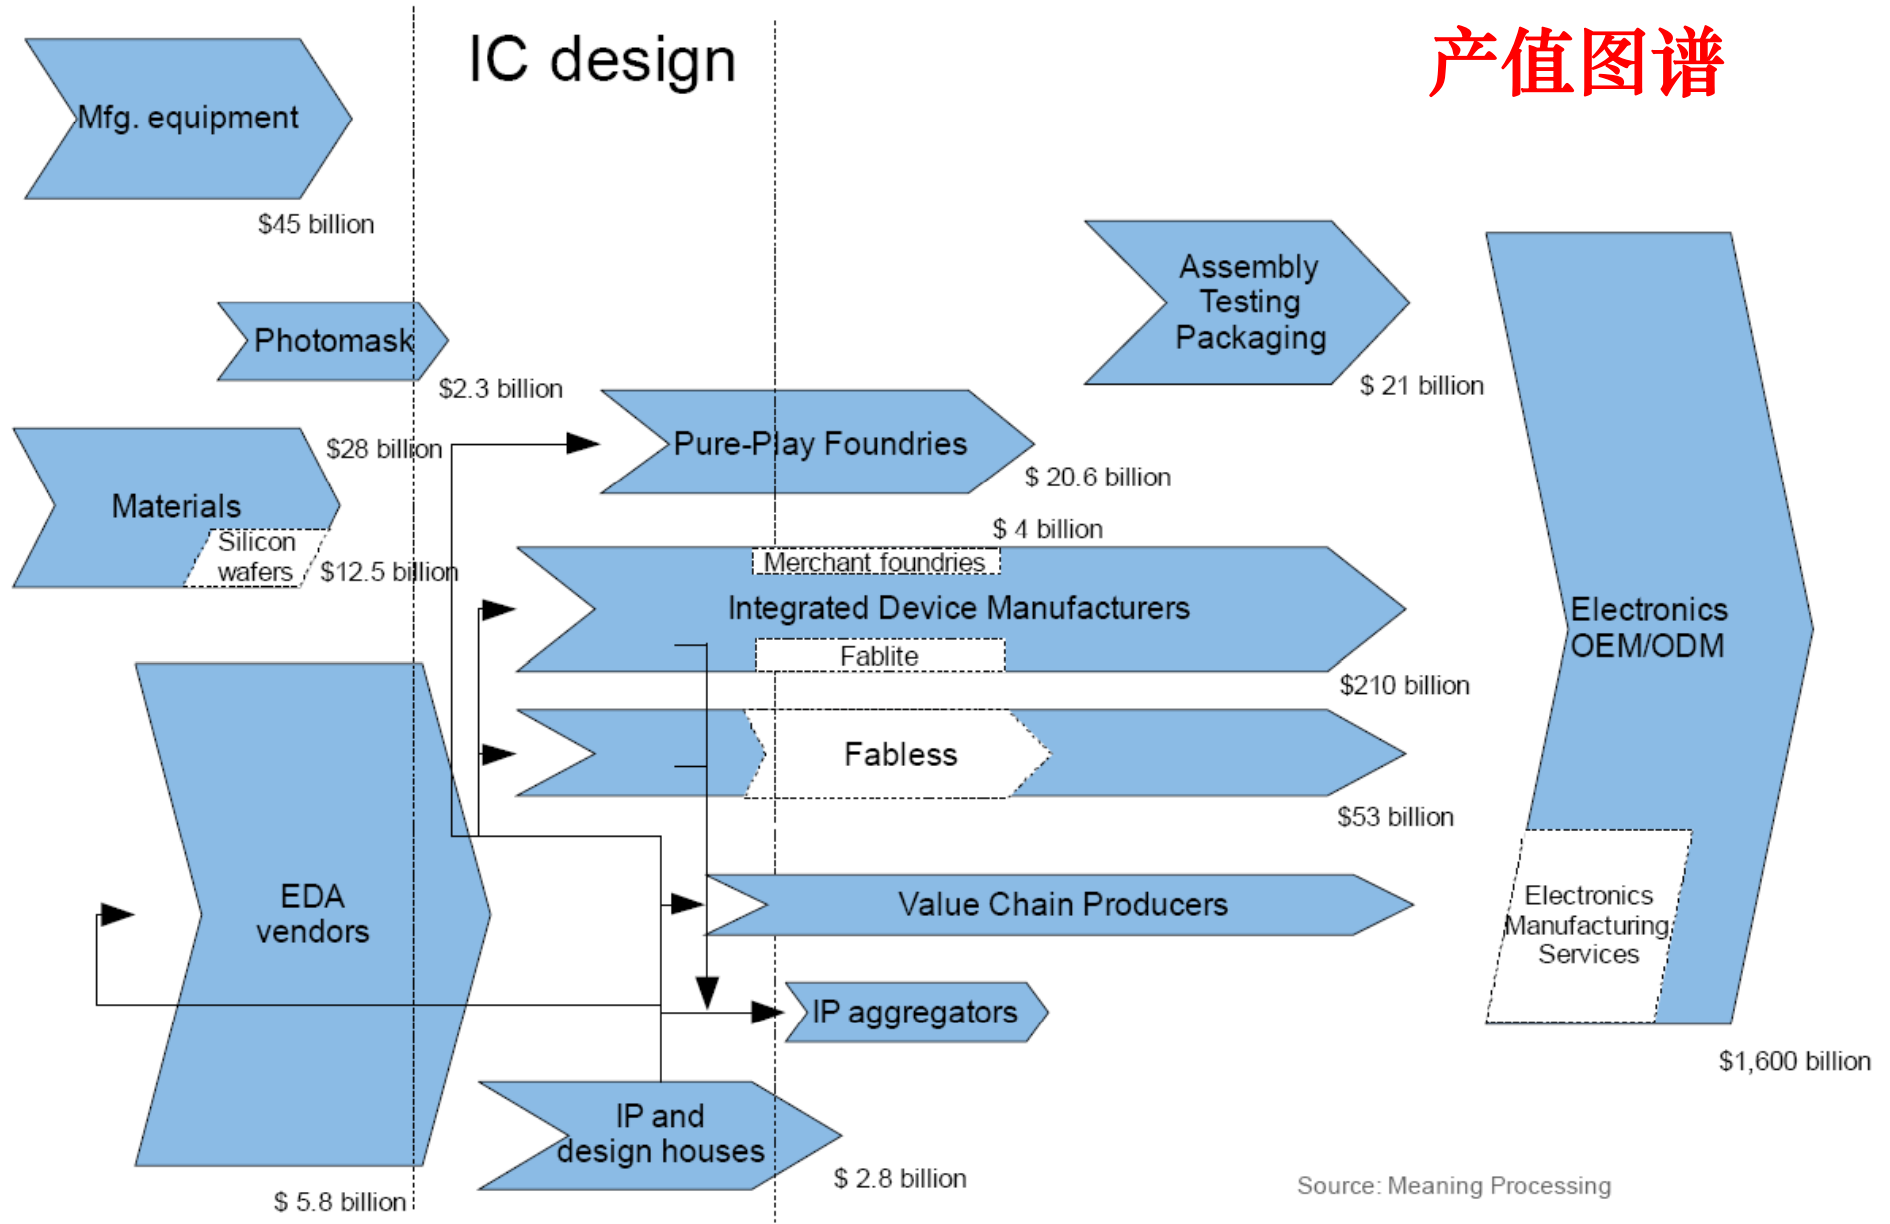 IC design
产值图谱
Mfg. equipment
$45 billion
Assembly
Testing
Packaging
$ 21 billion
Photomask
$2.3 billion
Pure-Play Foundries
$ 20.6 billion
$28 billion
Materials
Silicon
wafers
$12.5 billion
$ 4 billion
Merchant foundries
Integrated Device Manufacturers
Fablite
$210 billion
Electronics
OEM/ODM
Fabless
$53 billion
EDA
vendors
$ 5.8 billion
Value Chain Producers
Electronics
Manufacturing
Services
$1,600 billion
IP aggregators
IP and
design houses
$ 2.8 billion
Source: Meaning Processing